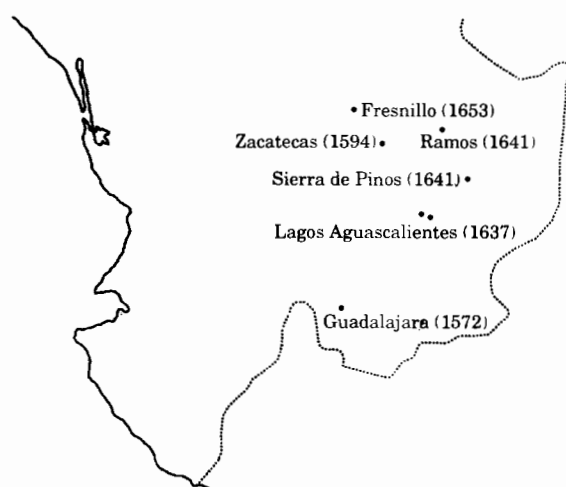 Fresnillo (1653)
Zacatecas (1594) Ramos (1641)
Sierra de Pinos (1641)
Lagos Aguascalientes (1637)
Guadalajara (1572)